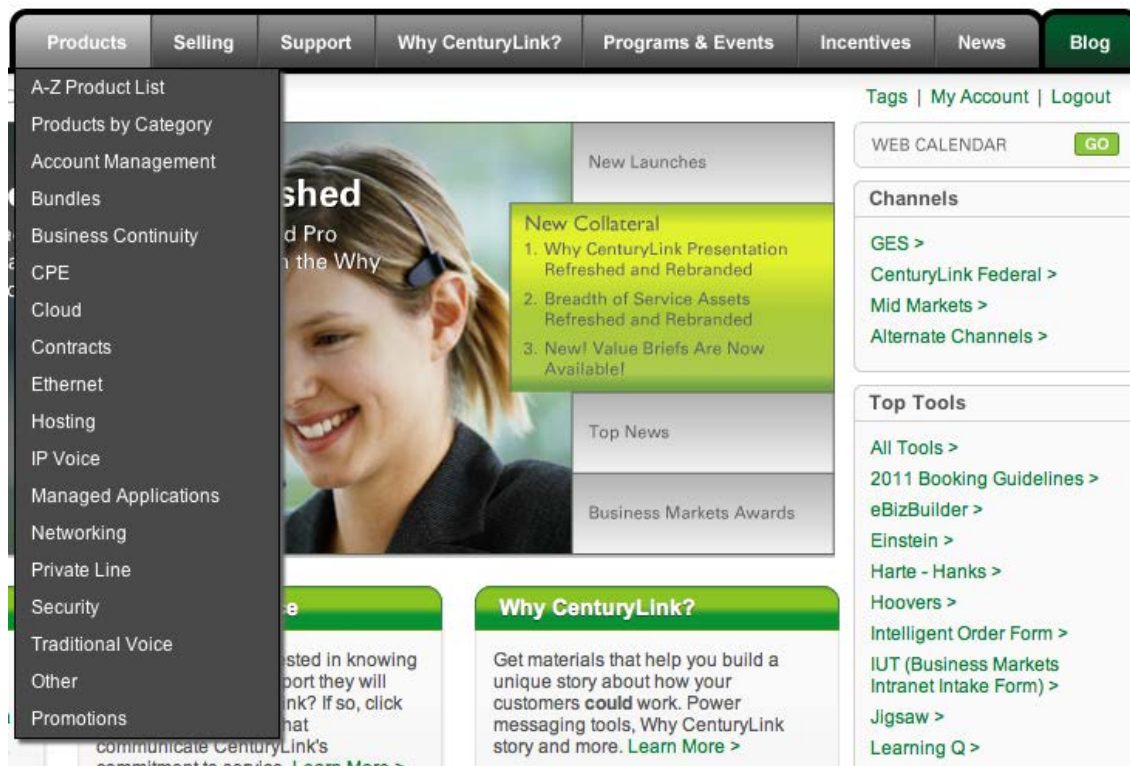 Products
Selling
Support
Why CenturyLink?
Programs & Events
Incentives
News
Blog
A-Z Product List
Products by Category
Account Management
Bundles
Business Continuity
CPE
Cloud
Contracts
Ethernet
Hosting
IP Voice
Managed Applications
Networking
Private Line
Security
Traditional Voice
Other
Promotions
Tags | My Account | Logout
shed
d Pro
the Why
New Launches
New Collateral
1. Why CenturyLink Presentation
Refreshed and Rebranded
2. Breadth of Service Assets
Refreshed and Rebranded
3. New! Value Briefs Are Now
Available!
Top News
Business Markets Awards
WEB CALENDAR GO
Channels
GES >
CenturyLink Federal >
Mid Markets >
Alternate Channels >
Top Tools
All Tools >
2011 Booking Guidelines >
eBizBuilder >
Einstein >
Harte - Hanks >
Hoovers >
Intelligent Order Form >
IUT (Business Markets
Intranet Intake Form) >
Jigsaw >
Learning Q >
ested in knowing
port they will
ink? If so, click
hat
communicate CenturyLink's
commitment to service. Learn More >
Why CenturyLink?
Get materials that help you build a
unique story about how your
customers could work. Power
messaging tools, Why CenturyLink
story and more. Learn More >